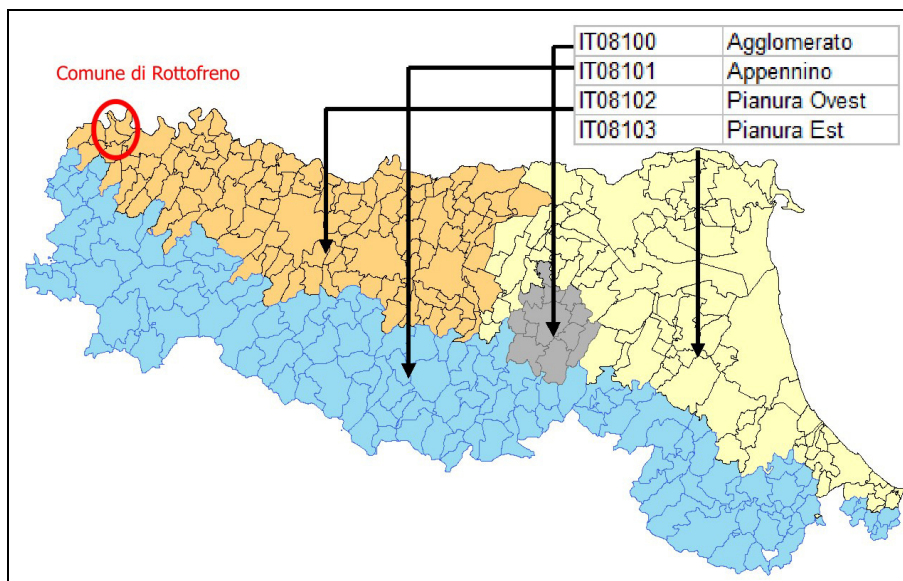 IT08100 Agglomerato
IT08101 Appennino
Comune di Rottofreno
IT08102 Pianura Ovest
IT08103 Pianura Est